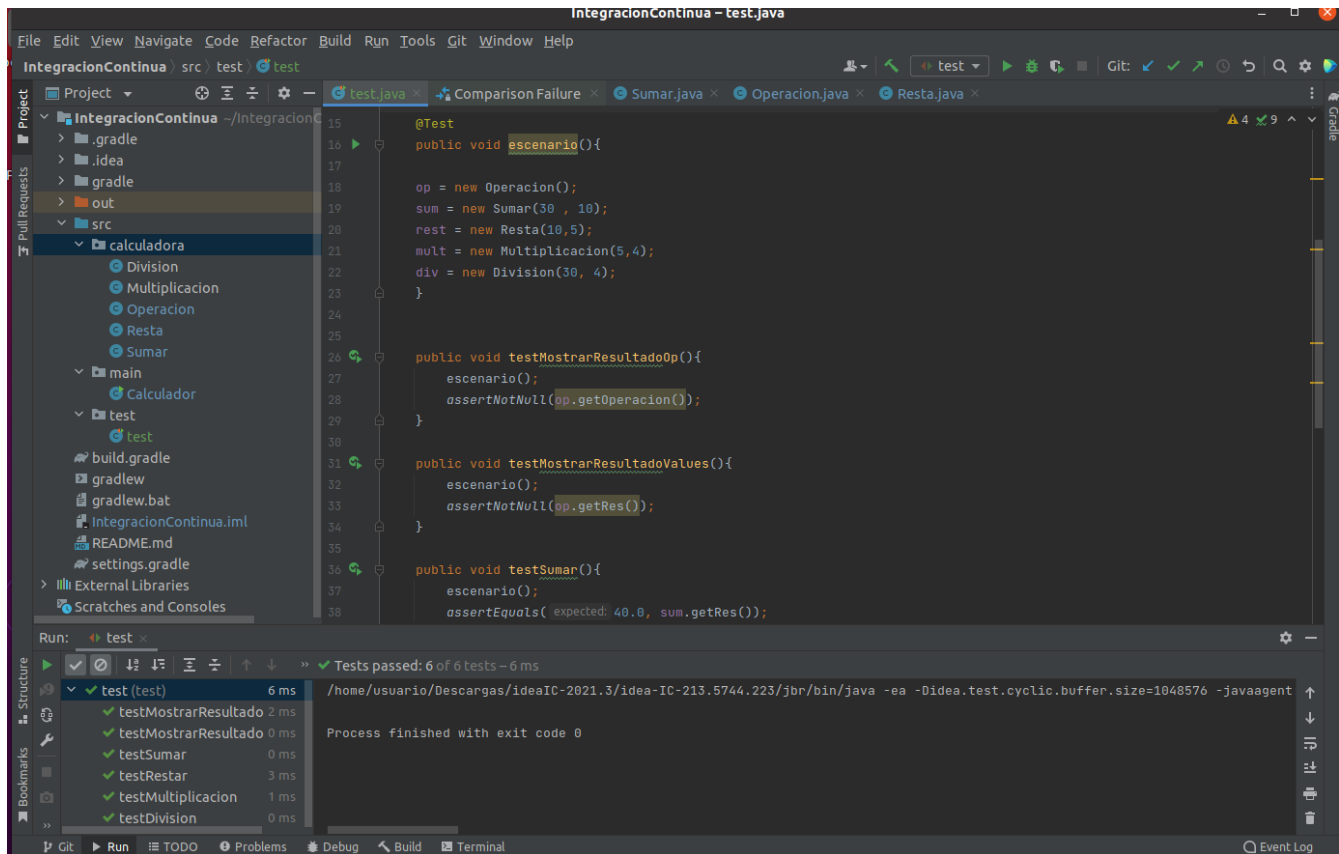 IntegracionContinua – test.java
File Edit View Navigate Code Refactor Build Run Tools Git Window Help
IntegracionContinua src test test
test
Git:
Project
test.java
Comparison Failure
Sumar.java
Operacion.java
Resta.java
Project
Pull Requests
Gradle
IntegracionContinua ~/IntegracionC
.gradle
.idea
gradle
out
src
calculadora
Division
Multiplicacion
Operacion
Resta
Sumar
main
Calculador
test
test
build.gradle
gradlew
gradlew.bat
IntegracionContinua.iml
README.md
settings.gradle
External Libraries
Scratches and Consoles
4 9
15 @Test
16 public void escenario(){
17
18 op = new Operacion();
19 sum = new Sumar(30 , 10);
20 rest = new Resta(10,5);
21 mult = new Multiplicacion(5,4);
22 div = new Division(30, 4);
23 }
24
25
26 public void testMostrarResultadoOp(){
27 escenario();
28 assertNotNull(op.getOperacion());
29 }
30
31 public void testMostrarResultadoValues(){
32 escenario();
33 assertNotNull(op.getRes());
34 }
35
36 public void testSumar(){
37 escenario();
38 assertEquals( expected: 40.0, sum.getRes());
Run: test
Structure
Bookmarks
» Tests passed: 6 of 6 tests – 6 ms
test (test) 6 ms
testMostrarResultado 2 ms
testMostrarResultado 0 ms
testSumar 0 ms
testRestar 3 ms
testMultiplicacion 1 ms
testDivision 0 ms
/home/usuario/Descargas/ideaIC-2021.3/idea-IC-213.5744.223/jbr/bin/java -ea -Didea.test.cyclic.buffer.size=1048576 -javaagent
Process finished with exit code 0
»
Git Run TODO Problems Debug Build Terminal Event Log